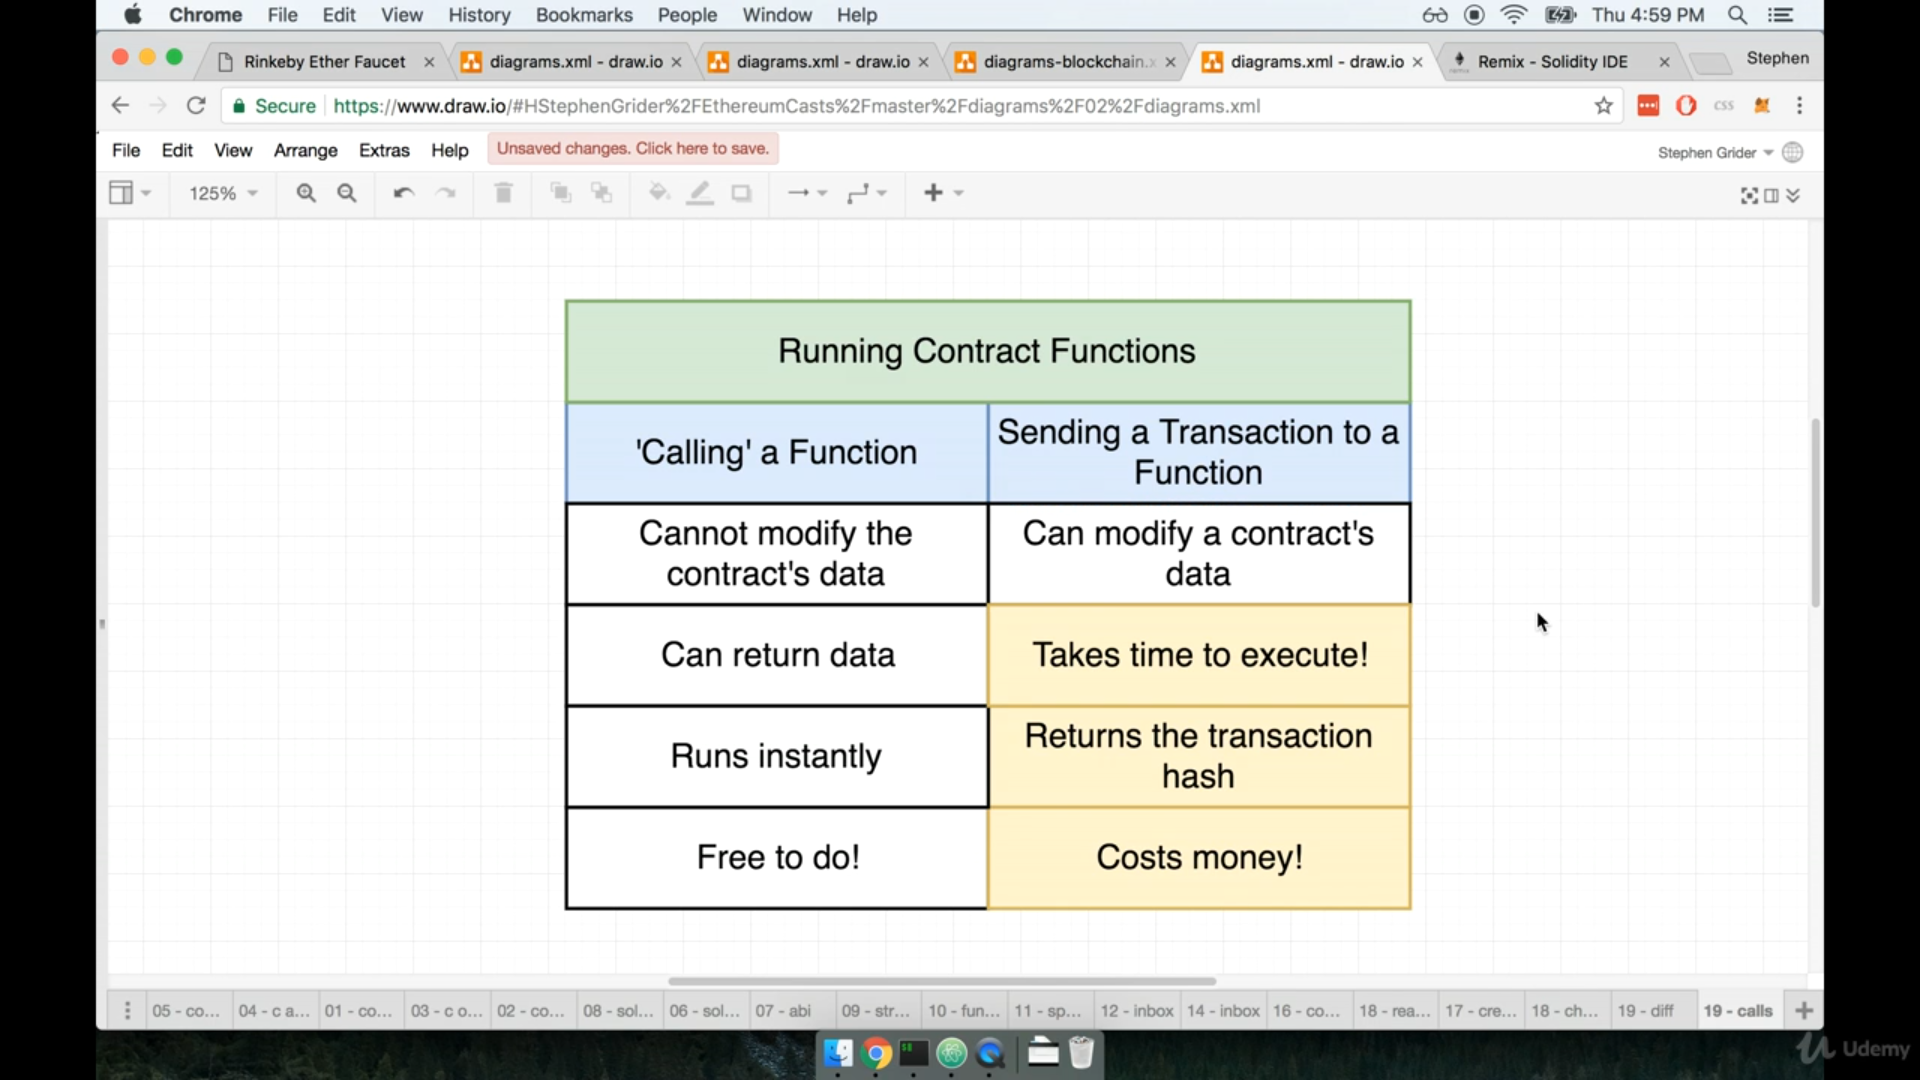 Chrome File Edit View History Bookmarks People Window Help Thu 4:59 PM
Rinkeby Ether Faucet diagrams.xml - draw.io diagrams.xml - draw.io diagrams-blockchain.x diagrams.xml - draw.io Remix - Solidity IDE Stephen
Secure https://www.draw.io/#HStephenGrider%2FEthereumCasts%2Fmaster%2Fdiagrams%2F02%2Fdiagrams.xml css
File Edit View Arrange Extras Help Unsaved changes. Click here to save. Stephen Grider
125%
Running Contract Functions
'Calling' a Function
Sending a Transaction to a
Function
Cannot modify the
contract's data
Can modify a contract's
data
Can return data
Takes time to execute!
Runs instantly
Returns the transaction
hash
Free to do!
Costs money!
05 - co... 04 - c a... 01 - co... 03 - c o... 02 - co... 08 - sol... 06 - sol... 07 - abi 09 - str... 10 - fun... 11 - sp... 12 - inbox 14 - inbox 16 - co... 18 - rea... 17 - cre... 18 - ch... 19 - diff 19 - calls
Udemy